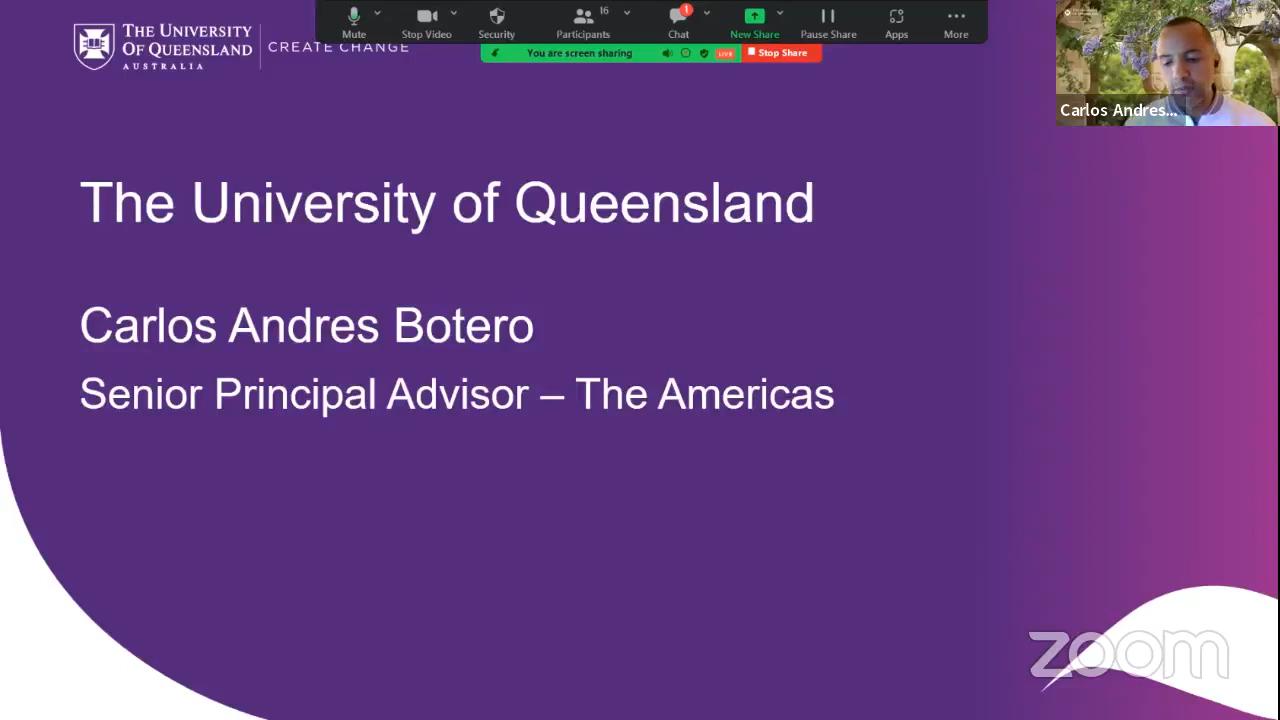 THE UNIVERSITY
OF QUEENSLAND
AUSTRALIA
CREATE CHANGE
Mute
Stop Video
Security
16
Participants
1
Chat
New Share
Pause Share
Apps
More
You are screen sharing
LIVE
Stop Share
Carlos Andres...
The University of Queensland
Carlos Andres Botero
Senior Principal Advisor – The Americas
zoom